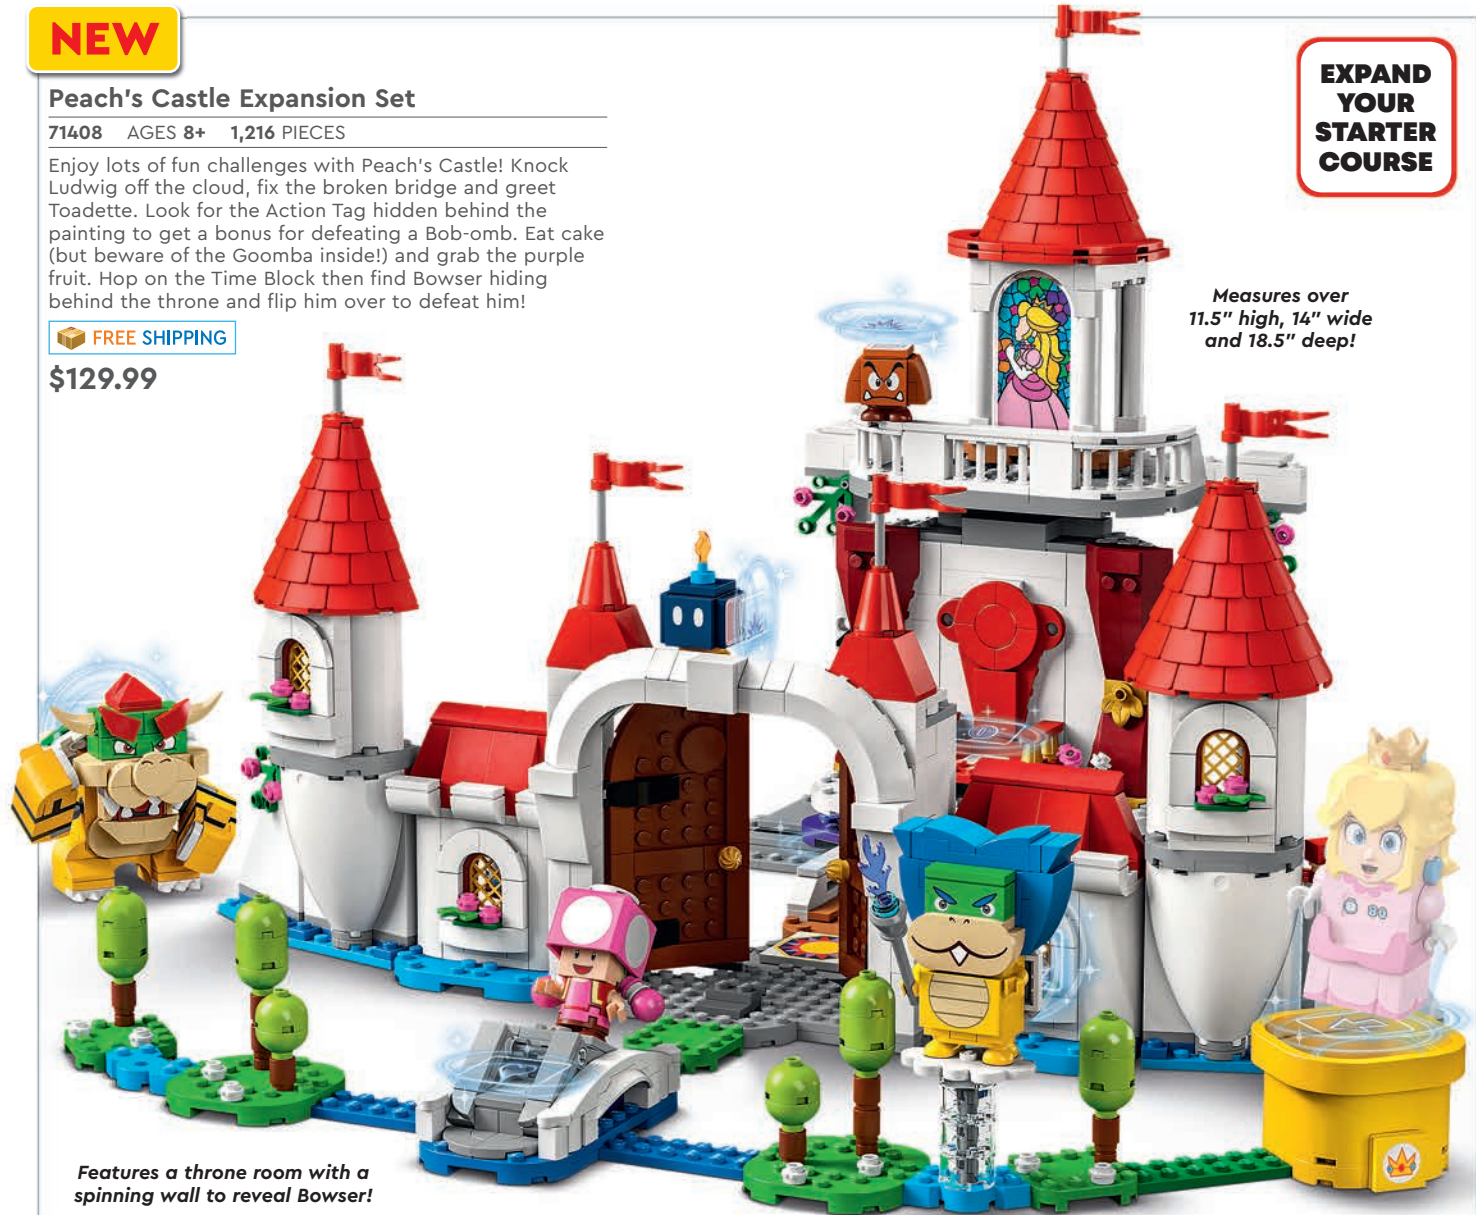 NEW
Peach's Castle Expansion Set
71408 AGES 8+ 1,216 PIECES
Enjoy lots of fun challenges with Peach's Castle! Knock
Ludwig off the cloud, fix the broken bridge and greet
Toadette. Look for the Action Tag hidden behind the
painting to get a bonus for defeating a Bob-omb. Eat cake
(but beware of the Goomba inside!) and grab the purple
fruit. Hop on the Time Block then find Bowser hiding
behind the throne and flip him over to defeat him!
FREE SHIPPING
$129.99
EXPAND
YOUR
STARTER
COURSE
Measures over
11.5" high, 14" wide
and 18.5" deep!
Features a throne room with a
spinning wall to reveal Bowser!